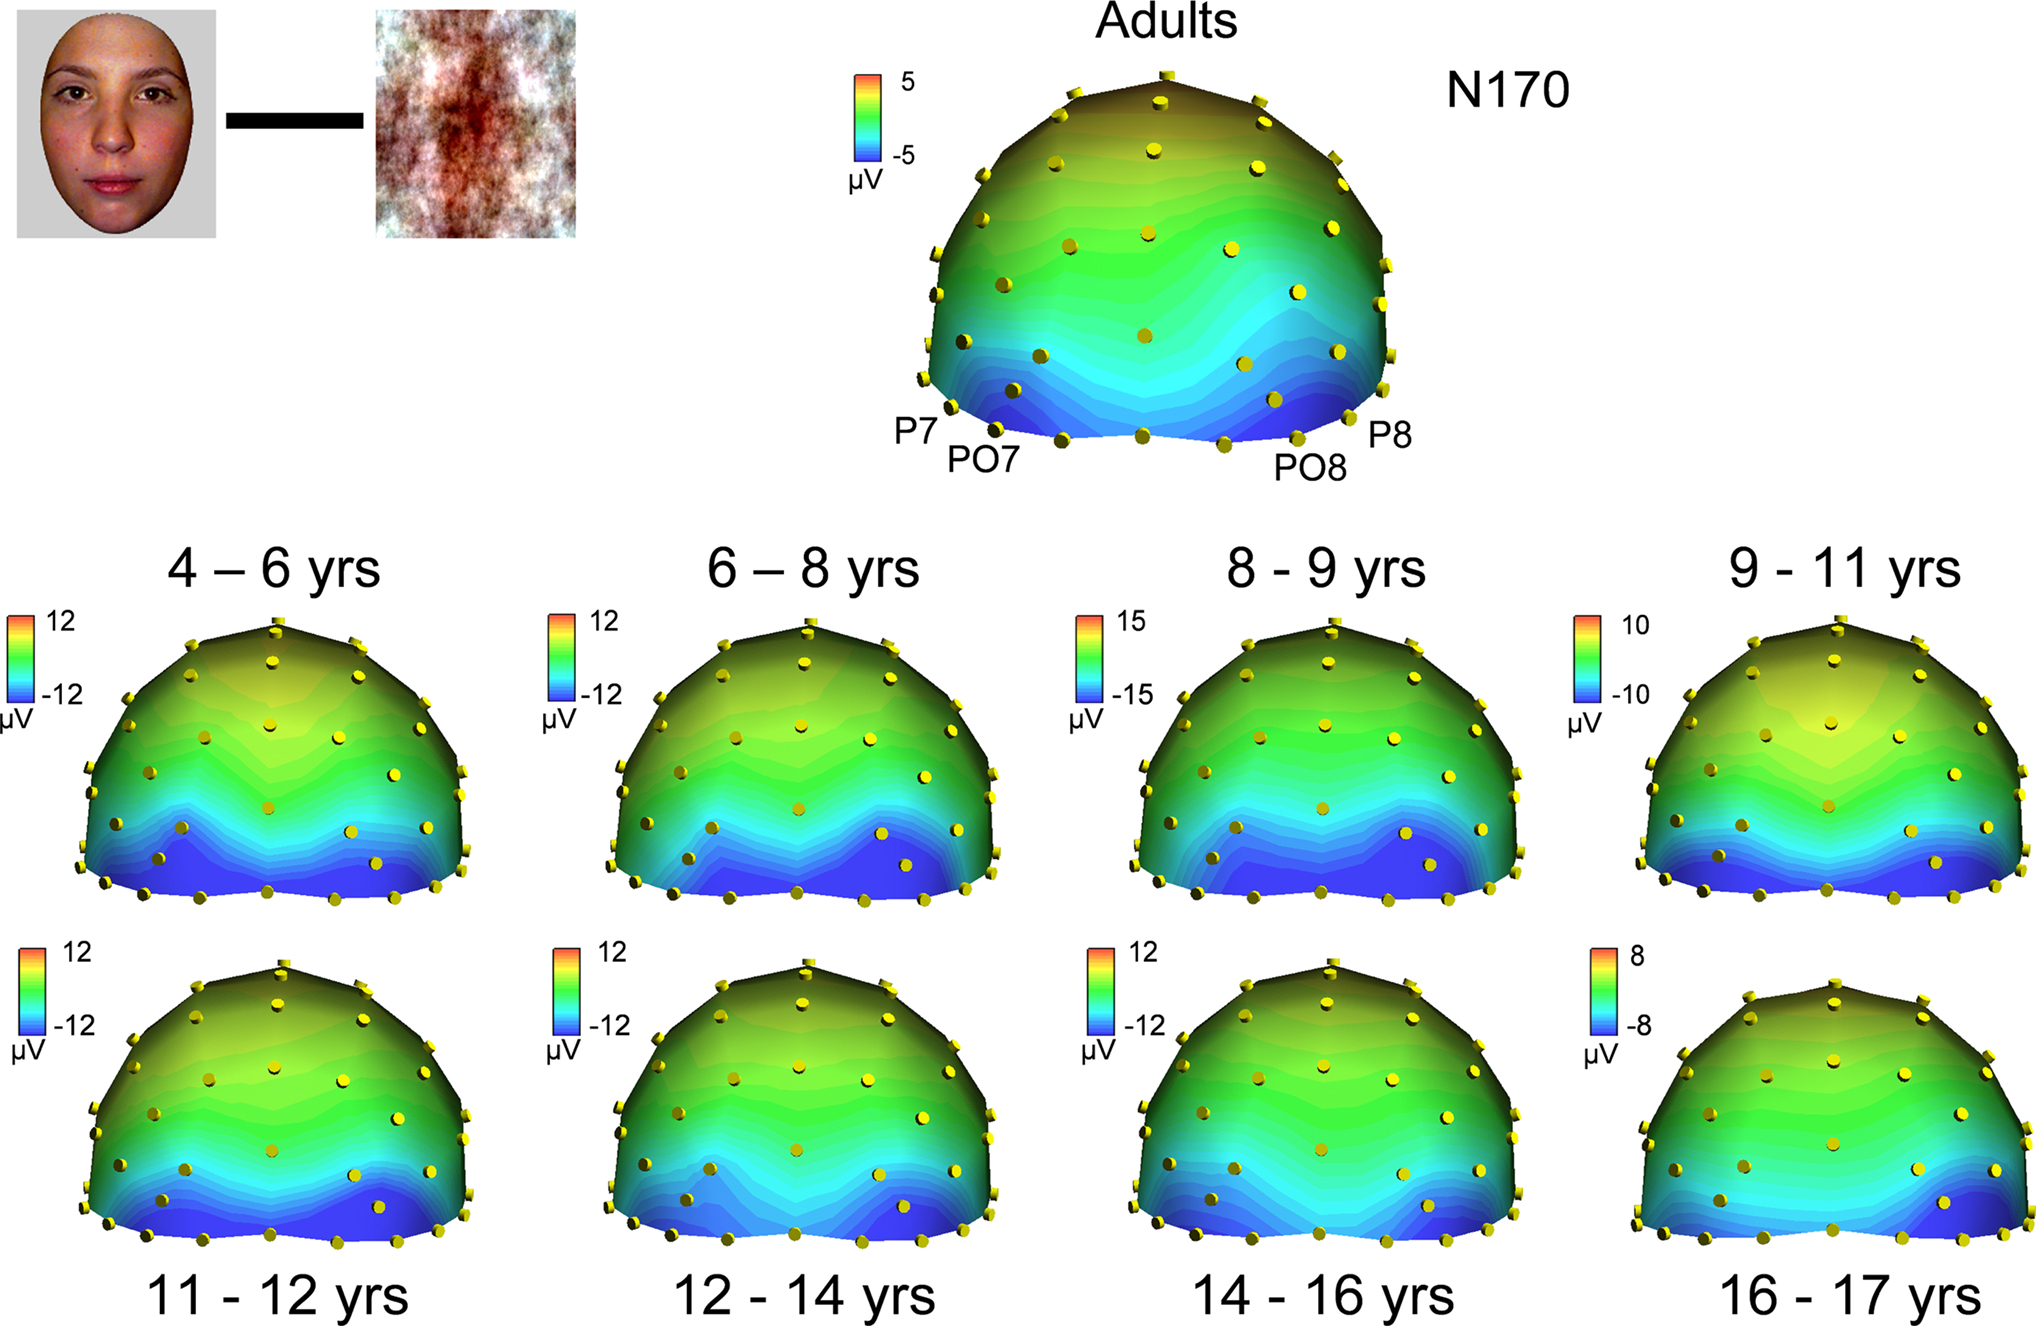 Adults
N170
5
-5
µV
P7
PO7
PO8
P8
4 – 6 yrs
6 – 8 yrs
8 - 9 yrs
9 - 11 yrs
12
-12
µV
12
-12
µV
15
-15
µV
10
-10
µV
12
-12
µV
12
-12
µV
12
-12
µV
8
-8
µV
11 - 12 yrs
12 - 14 yrs
14 - 16 yrs
16 - 17 yrs